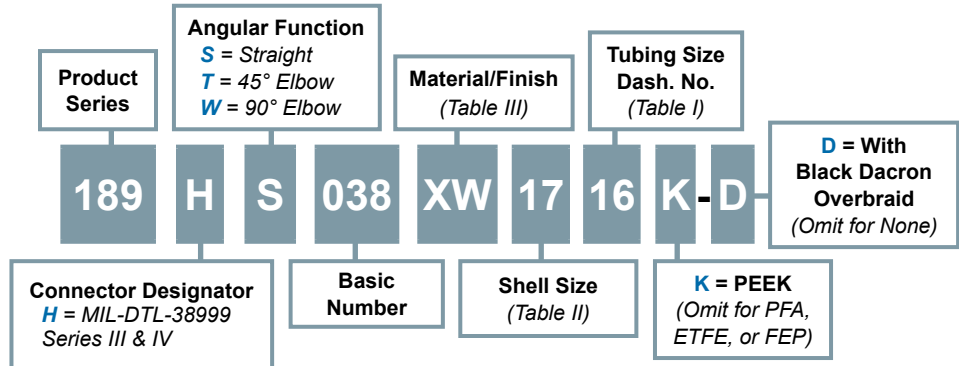 Product
Series
Angular Function
S = Straight
T = 45° Elbow
W = 90° Elbow
Material/Finish
(Table III)
Tubing Size
Dash. No.
(Table I)
189 H S 038 XW 17 16 K - D
D = With
Black Dacron
Overbraid
(Omit for None)
Connector Designator
H = MIL-DTL-38999
Series III & IV
Basic
Number
Shell Size
(Table II)
K = PEEK
(Omit for PFA,
ETFE, or FEP)